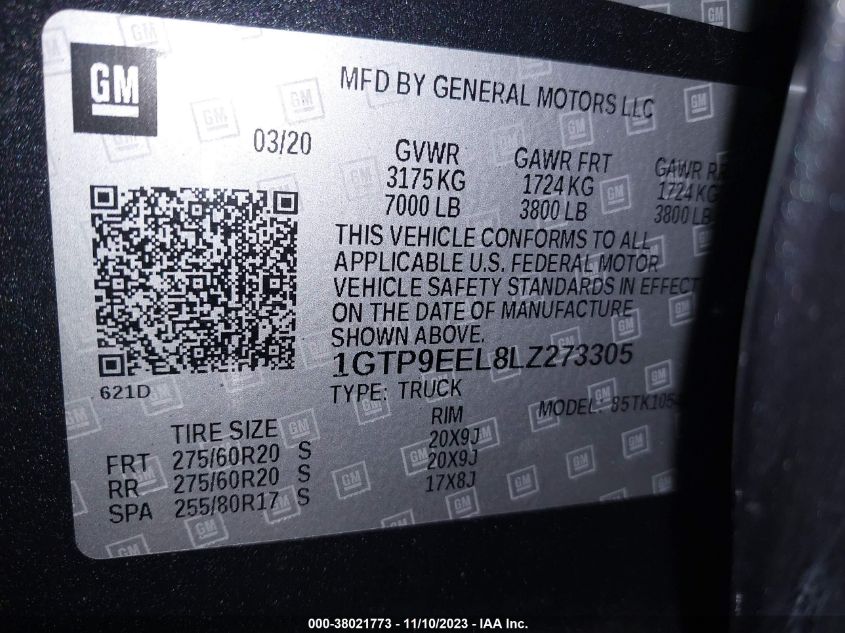 GM
MFD BY GENERAL MOTORS LLC
03/20
GVWR GAWR FRT GAWR
3175 KG 1724 KG 1724 KG
7000 LB 3800 LB 3800 LB
THIS VEHICLE CONFORMS TO ALL
APPLICABLE U.S. FEDERAL MOTOR
VEHICLE SAFETY STANDARDS IN EFFECT
ON THE DATE OF MANUFACTURE
SHOWN ABOVE.
1GTP9EEL8LZ273305
621D
TYPE: TRUCK MODEL:
TIRE SIZE RIM
FRT 275/60R20 S 20X9J
RR 275/60R20 S 20X9J
SPA 255/80R17 S 17X8J
000-38021773 - 11/10/2023 - IAA Inc.